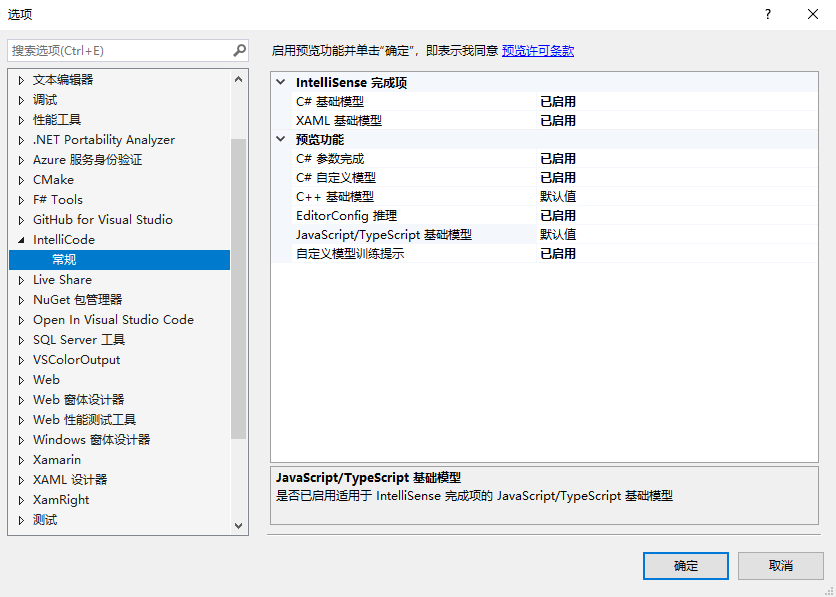 选项
?
搜索选项(Ctrl+E)
文本编辑器
调试
性能工具
.NET Portability Analyzer
Azure 服务身份验证
CMake
F# Tools
GitHub for Visual Studio
IntelliCode
常规
Live Share
NuGet 包管理器
Open In Visual Studio Code
SQL Server 工具
VSColorOutput
Web
Web 窗体设计器
Web 性能测试工具
Windows 窗体设计器
Xamarin
XAML 设计器
XamRight
测试
启用预览功能并单击“确定”，即表示我同意 预览许可条款
IntelliSense 完成项
C# 基础模型 已启用
XAML 基础模型 已启用
预览功能
C# 参数完成 已启用
C# 自定义模型 已启用
C++ 基础模型 默认值
EditorConfig 推理 已启用
JavaScript/TypeScript 基础模型 默认值
自定义模型训练提示 已启用
JavaScript/TypeScript 基础模型
是否已启用适用于 IntelliSense 完成项的 JavaScript/TypeScript 基础模型
确定 取消